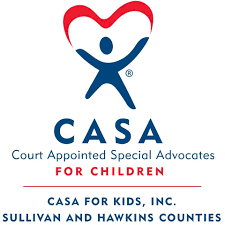 ®
CASA
Court Appointed Special Advocates
FOR CHILDREN
CASA FOR KIDS, INC.
SULLIVAN AND HAWKINS COUNTIES